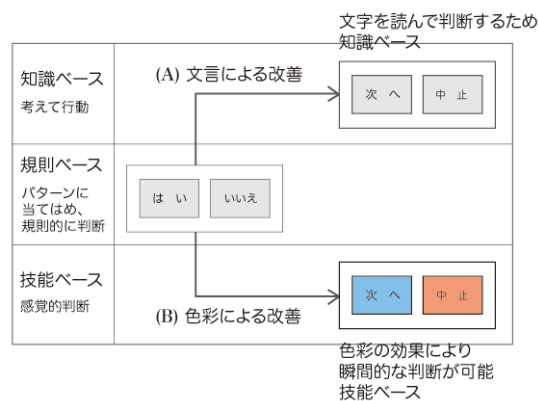 文字を読んで判断するため
知識ベース
知識ベース
考えて行動
(A) 文言による改善
次 へ
中 止
規則ベース
パターンに
当てはめ、
規則的に判断
は い
いいえ
技能ベース
感覚的判断
(B) 色彩による改善
次 へ
中 止
色彩の効果により
瞬間的な判断が可能
技能ベース